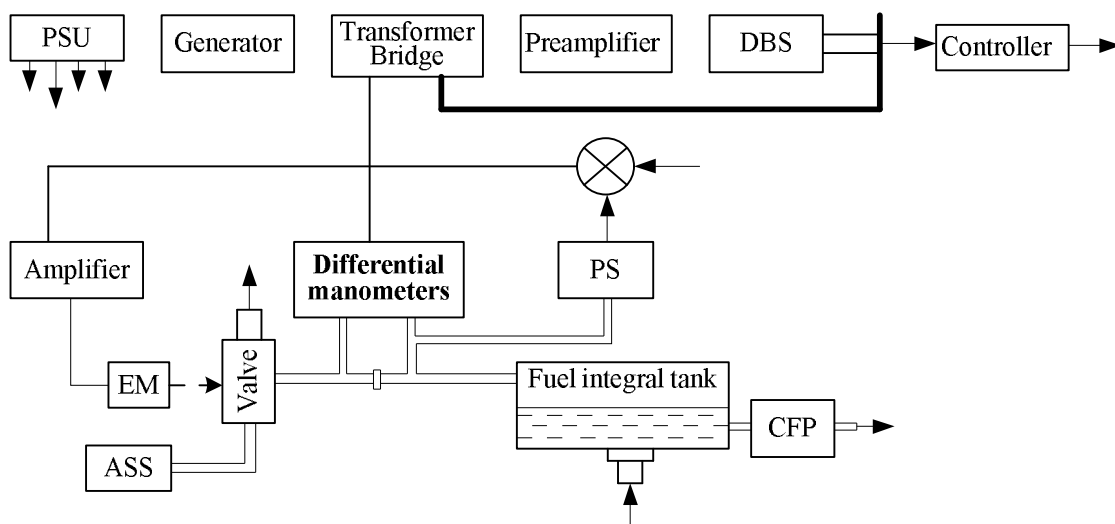 PSU
Generator
Transformer
Bridge
Preamplifier
DBS
Controller
Amplifier
Differential
manometers
PS
EM
Valve
Fuel integral tank
CFP
ASS